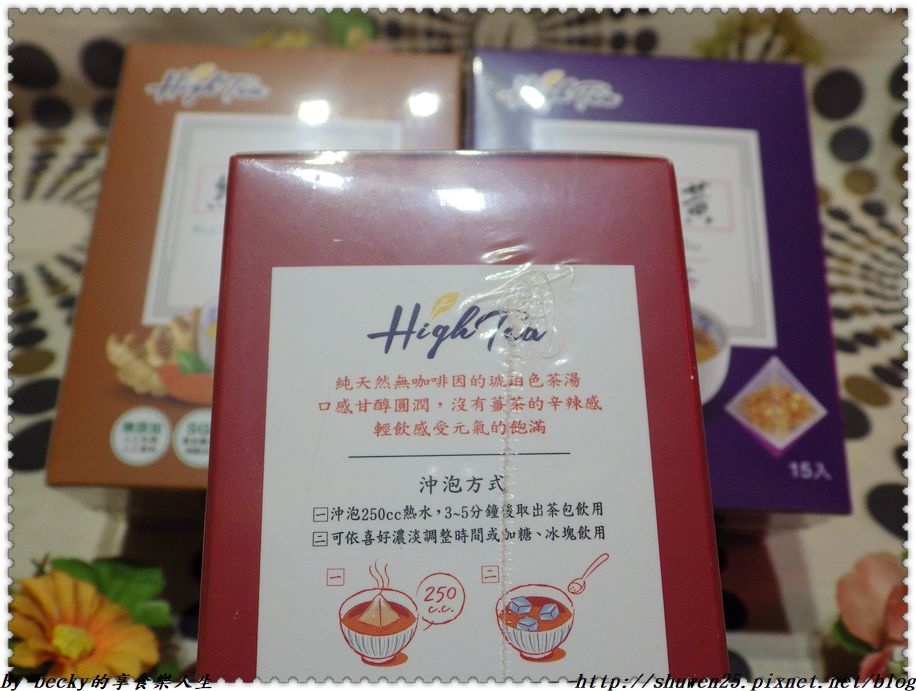 High Tea
High Tea
黃
High Tea
純天然無咖啡因的琥珀色茶湯
口感甘醇圓潤，沒有薑茶的辛辣感
輕飲感受元氣的飽滿
沖泡方式
一沖泡250cc熱水，3~5分鐘後取出茶包飲用
二可依喜好濃淡調整時間或加糖、冰塊飲用
一
250
c.c.
二
無添加
SG
15入
By becky的享食樂人生
http://shuwen25.pixnet.net/blog